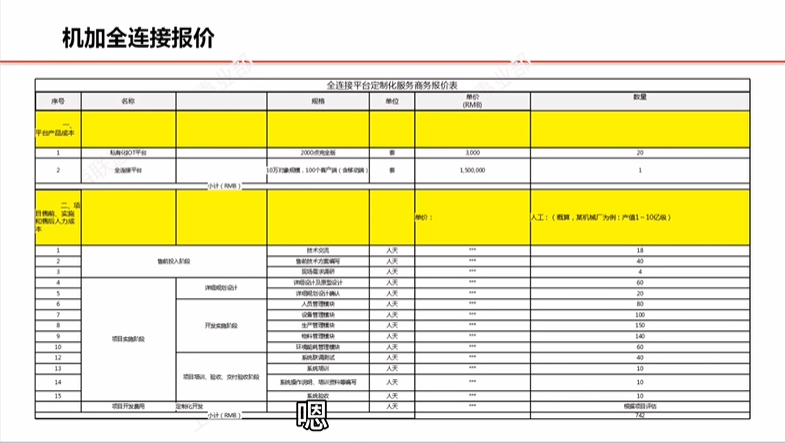 机加全连接报价
全连接平台定制化服务商务报价表
序号 名称 规格 单位 单价(RMB) 数量
一、平台产品成本
1 私有化IOT平台 2000点完全版 套 3,000 20
2 全连接平台 10万对象规模，100个客户端（含移动端） 套 1,500,000 1
小计（RMB）
二、项目售前、实施和售后人力成本 单价： 人工：（概算，某机械厂为例：产值1－10亿级）
1 售前投入阶段 技术交流 人天 *** 18
2 售前技术方案编写 人天 *** 40
3 现场需求调研 人天 *** 4
4 项目实施阶段 详细规划设计 详细设计及原型设计 人天 *** 60
5 详细规划设计确认 人天 *** 20
6 开发实施阶段 人员管理模块 人天 *** 80
7 设备管理模块 人天 *** 100
8 生产管理模块 人天 *** 150
9 物料管理模块 人天 *** 140
10 环境能耗管理模块 人天 *** 60
12 项目培训、验收、交付验收阶段 系统联调测试 人天 *** 40
13 系统培训 人天 *** 10
14 系统操作说明、培训资料等编写 人天 *** 10
15 系统验收 人天 *** 10
项目开发费用 定制化开发 人天 *** 根据项目评估
小计（RMB） 742
嗯